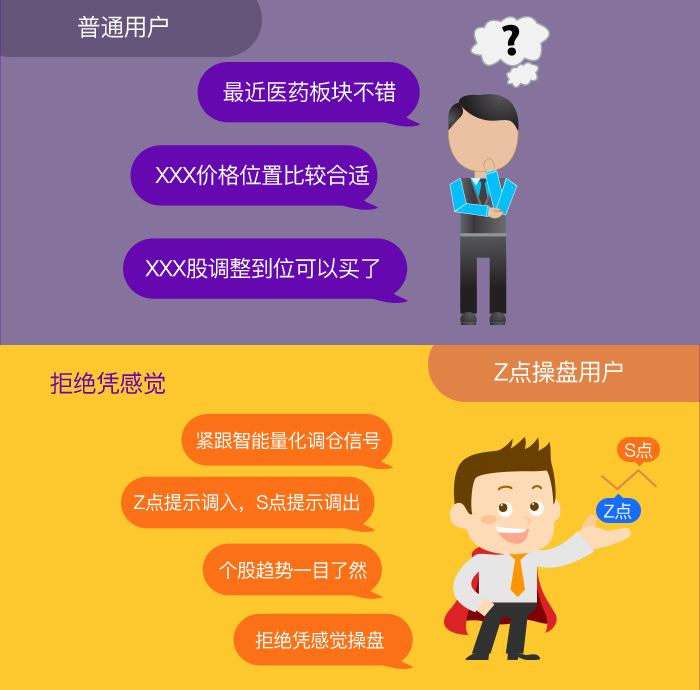 普通用户
?
最近医药板块不错
XXX价格位置比较合适
XXX股调整到位可以买了
Z点操盘用户
拒绝凭感觉
紧跟智能量化调仓信号
S点
Z点提示调入，S点提示调出
Z点
个股趋势一目了然
拒绝凭感觉操盘